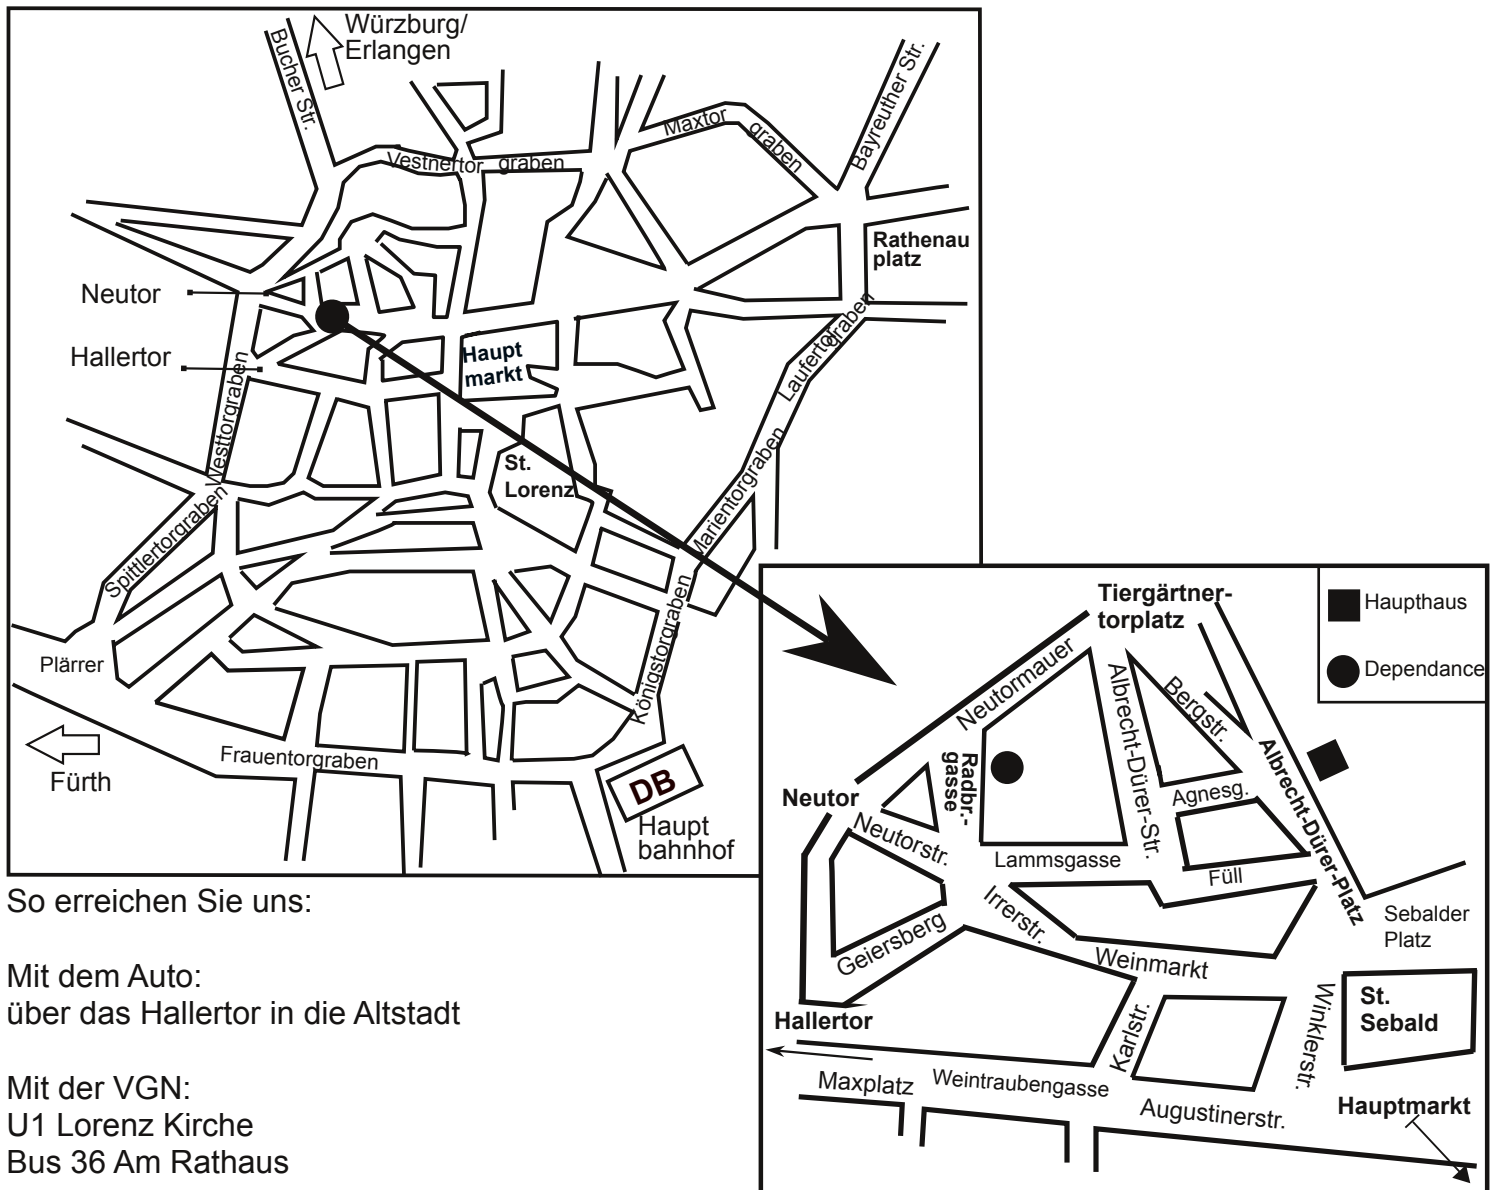 Würzburg/
Erlangen
Bucher Str.
Vestnertor graben
Maxtor graben
Bayreuther Str.
Rathenau
platz
Neutor
Hallertor
Haupt
markt
Laufertorgraben
Westtorgraben
St.
Lorenz
Marientorgraben
Spittlertorgraben
Königstorgraben
Plärrer
Frauentorgraben
Fürth
DB
Haupt
bahnhof
Tiergärtner-
torplatz
Haupthaus
Dependance
Neutormauer
Albrecht-Dürer-Str.
Bergstr.
Albrecht-Dürer-Platz
Radbr.-
gasse
Neutor
Agnesg.
Neutorstr.
Lammsgasse
Füll
Irrerstr.
Sebalder
Platz
Geiersberg
Weinmarkt
St.
Sebald
Winklerstr.
Hallertor
Karlstr.
Maxplatz
Weintraubengasse
Augustinerstr.
Hauptmarkt
So erreichen Sie uns:
Mit dem Auto:
über das Hallertor in die Altstadt
Mit der VGN:
U1 Lorenz Kirche
Bus 36 Am Rathaus